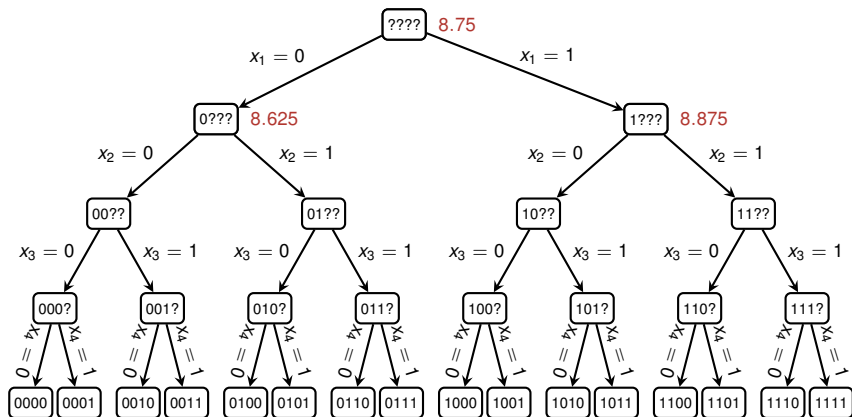 ???? 8.75
x₁ = 0 x₁ = 1
0??? 8.625 1??? 8.875
x₂ = 0 x₂ = 1 x₂ = 0 x₂ = 1
00?? 01?? 10?? 11??
x₃ = 0 x₃ = 1 x₃ = 0 x₃ = 1 x₃ = 0 x₃ = 1 x₃ = 0 x₃ = 1
000? 001? 010? 011? 100? 101? 110? 111?
x₄ = 0 x₄ = 1 x₄ = 0 x₄ = 1 x₄ = 0 x₄ = 1 x₄ = 0 x₄ = 1 x₄ = 0 x₄ = 1 x₄ = 0 x₄ = 1 x₄ = 0 x₄ = 1 x₄ = 0 x₄ = 1
0000 0001 0010 0011 0100 0101 0110 0111 1000 1001 1010 1011 1100 1101 1110 1111